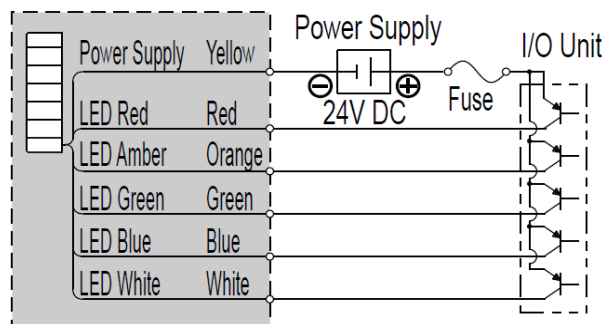 Power Supply Yellow
LED Red Red
LED Amber Orange
LED Green Green
LED Blue Blue
LED White White
Power Supply
24V DC
Fuse
I/O Unit